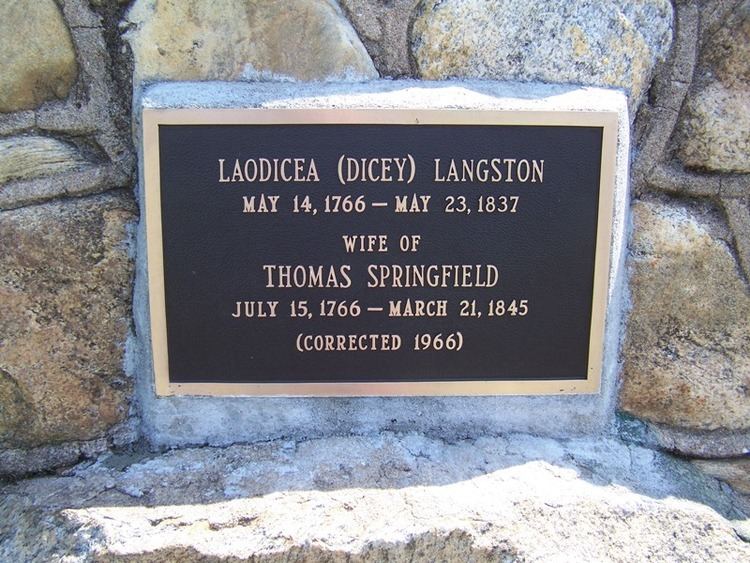 LAODICEA (DICEY) LANGSTON
MAY 14, 1766 — MAY 23, 1837
WIFE OF
THOMAS SPRINGFIELD
JULY 15, 1766 — MARCH 21, 1845
(CORRECTED 1966)